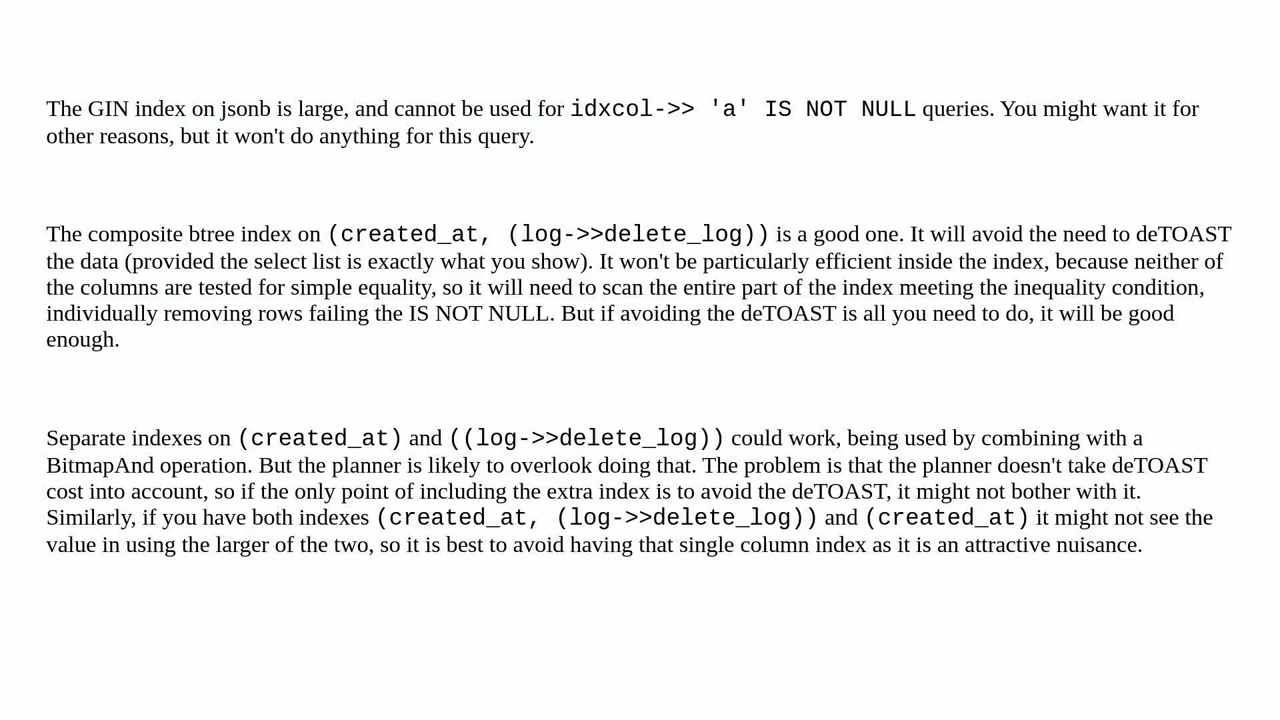 The GIN index on jsonb is large, and cannot be used for idxcol->> 'a' IS NOT NULL queries. You might want it for
other reasons, but it won't do anything for this query.
The composite btree index on (created_at, (log->>delete_log)) is a good one. It will avoid the need to deTOAST
the data (provided the select list is exactly what you show). It won't be particularly efficient inside the index, because neither of
the columns are tested for simple equality, so it will need to scan the entire part of the index meeting the inequality condition,
individually removing rows failing the IS NOT NULL. But if avoiding the deTOAST is all you need to do, it will be good
enough.
Separate indexes on (created_at) and ((log->>delete_log)) could work, being used by combining with a
BitmapAnd operation. But the planner is likely to overlook doing that. The problem is that the planner doesn't take deTOAST
cost into account, so if the only point of including the extra index is to avoid the deTOAST, it might not bother with it.
Similarly, if you have both indexes (created_at, (log->>delete_log)) and (created_at) it might not see the
value in using the larger of the two, so it is best to avoid having that single column index as it is an attractive nuisance.